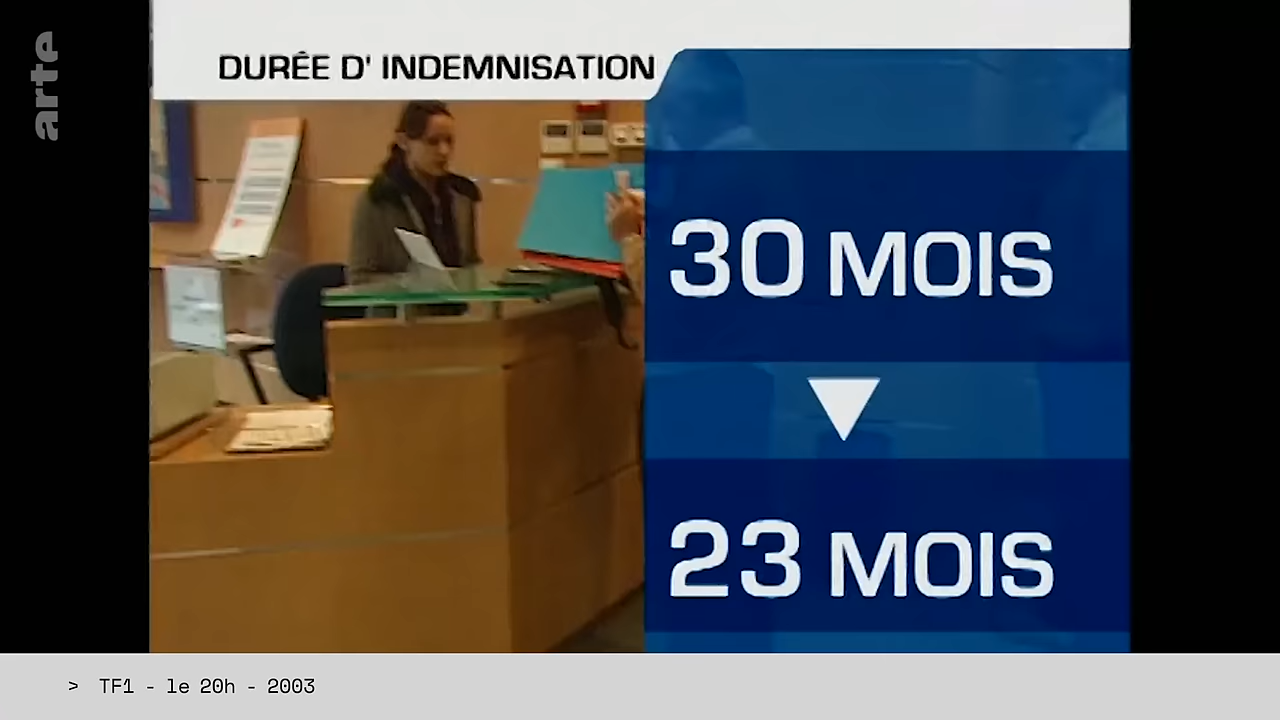 arte
DURÉE D' INDEMNISATION
30 MOIS
23 MOIS
> TF1 - le 20h - 2003